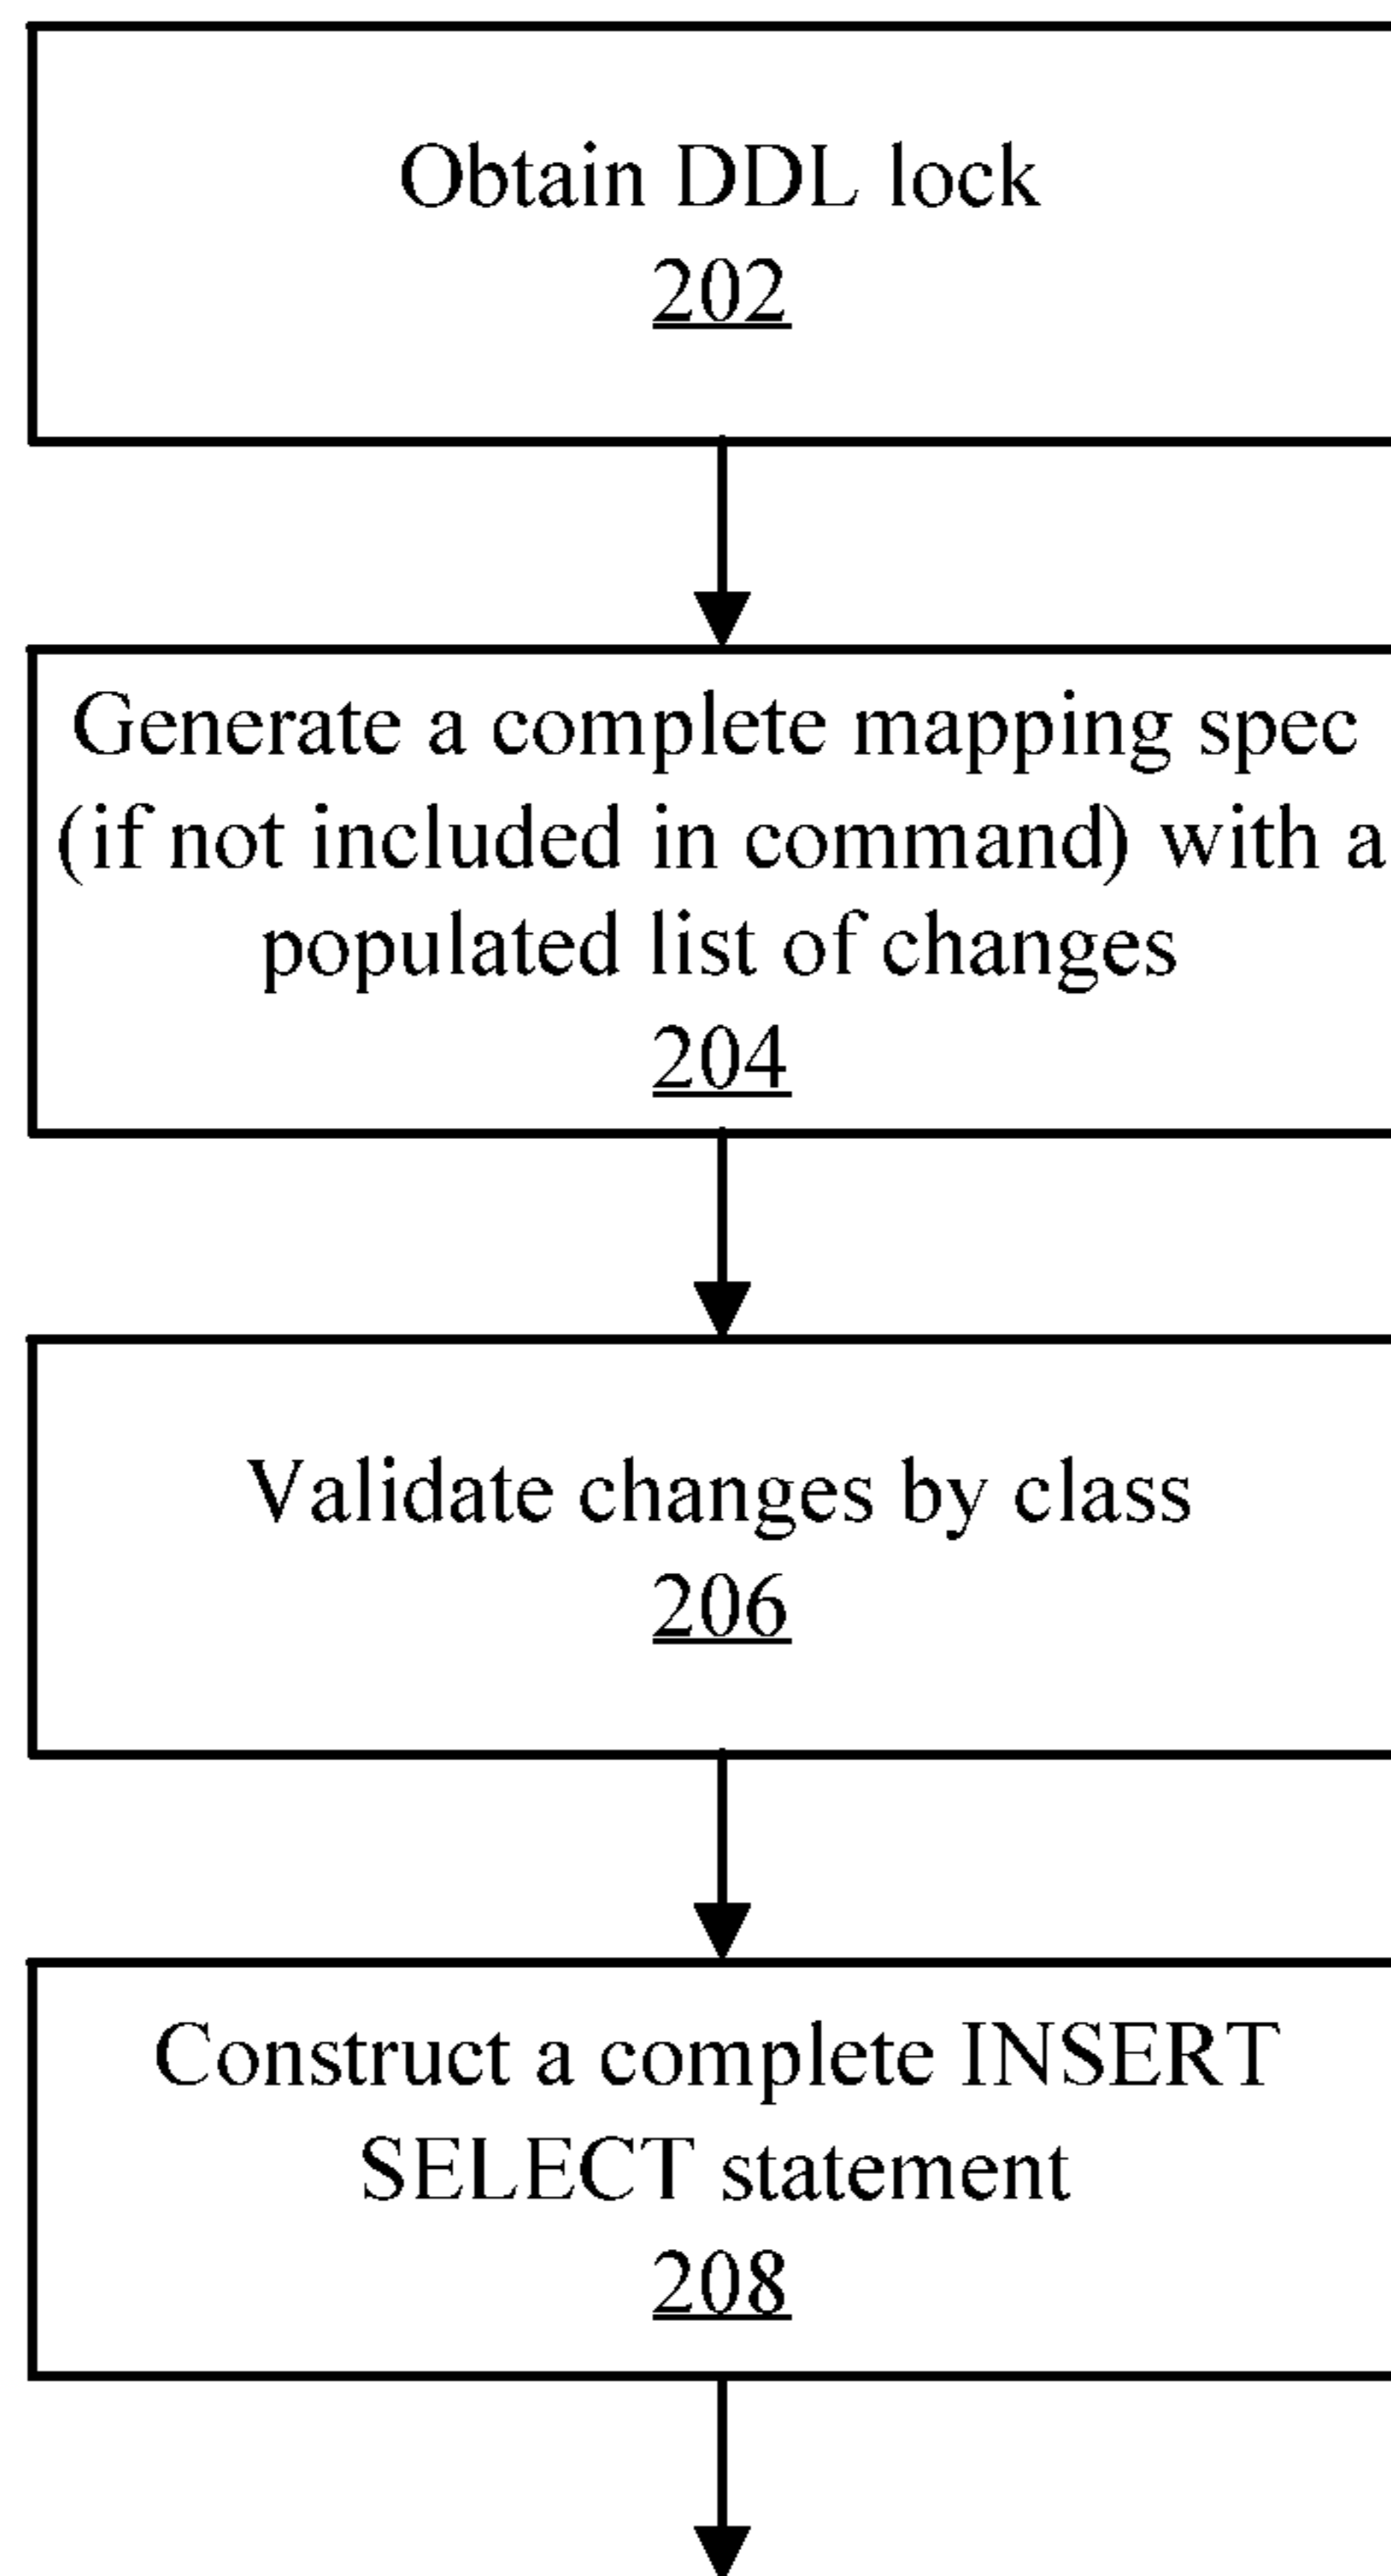 Obtain DDL lock
202
Generate a complete mapping spec
(if not included in command) with a
populated list of changes
204
Validate changes by class
206
Construct a complete INSERT
SELECT statement
208